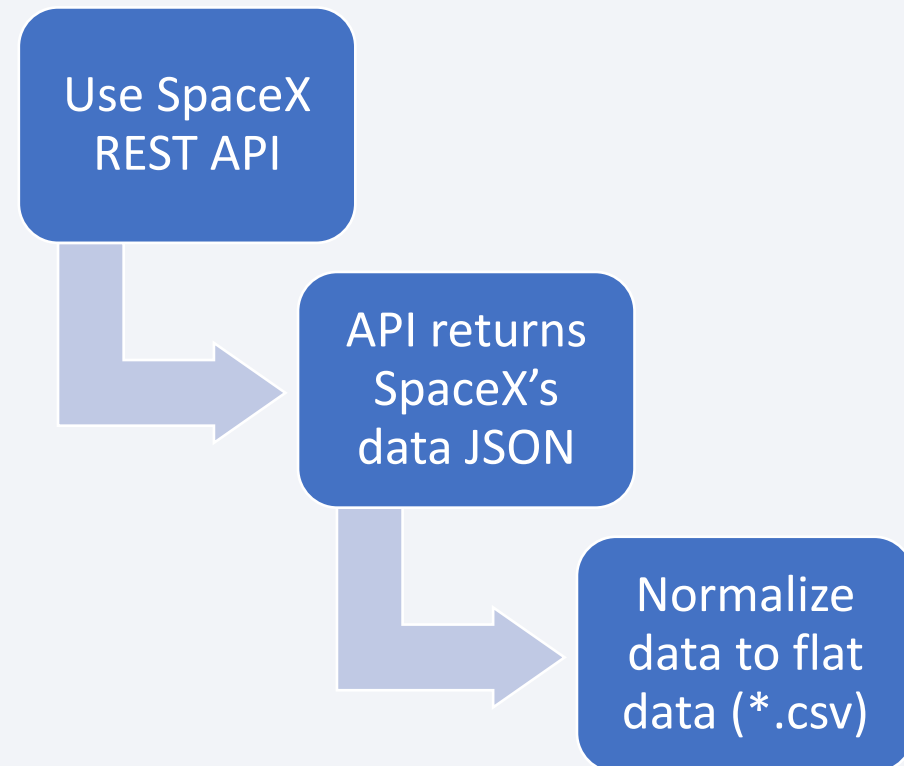 Use SpaceX
REST API
API returns
SpaceX’s
data JSON
Normalize
data to flat
data (*.csv)